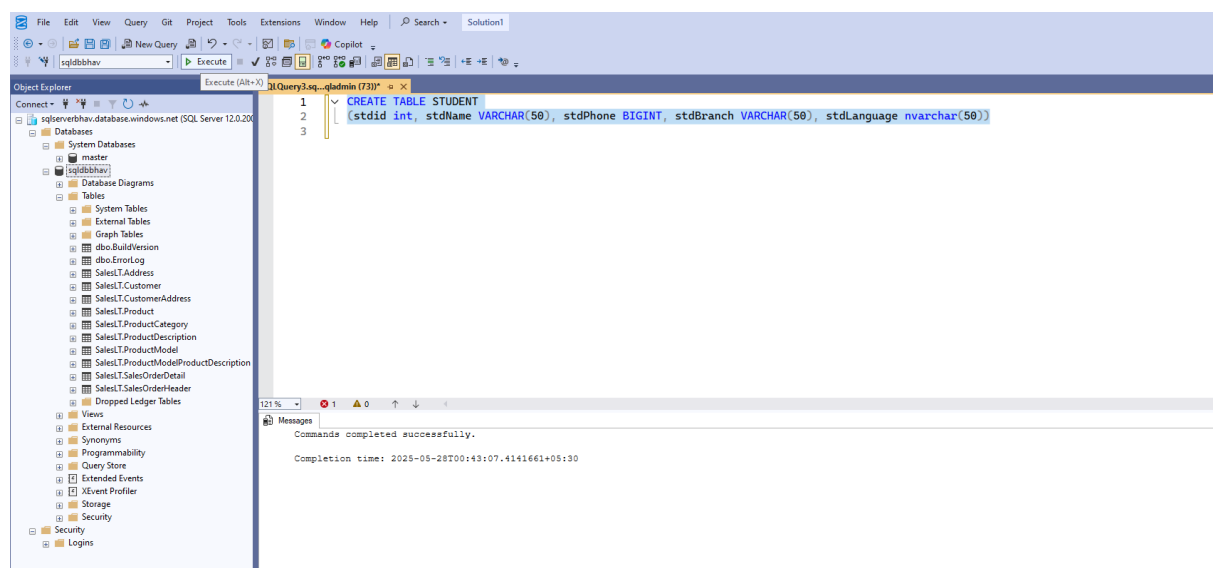 File Edit View Query Git Project Tools Extensions Window Help Search Solution1
New Query Copilot
sqldbbhav Execute
Execute (Alt+X)
Object Explorer
QLQuery3.sq...qladmin (73))*
Connect
sqlserverbhav.database.windows.net (SQL Server 12.0.200
Databases
System Databases
master
sqldbbhav
Database Diagrams
Tables
System Tables
External Tables
Graph Tables
dbo.BuildVersion
dbo.ErrorLog
SalesLT.Address
SalesLT.Customer
SalesLT.CustomerAddress
SalesLT.Product
SalesLT.ProductCategory
SalesLT.ProductDescription
SalesLT.ProductModel
SalesLT.ProductModelProductDescription
SalesLT.SalesOrderDetail
SalesLT.SalesOrderHeader
Dropped Ledger Tables
Views
External Resources
Synonyms
Programmability
Query Store
Extended Events
XEvent Profiler
Storage
Security
Security
Logins
1 CREATE TABLE STUDENT
2 (stdid int, stdName VARCHAR(50), stdPhone BIGINT, stdBranch VARCHAR(50), stdLanguage nvarchar(50))
3
121 % 1 0
Messages
Commands completed successfully.
Completion time: 2025-05-28T00:43:07.4141661+05:30